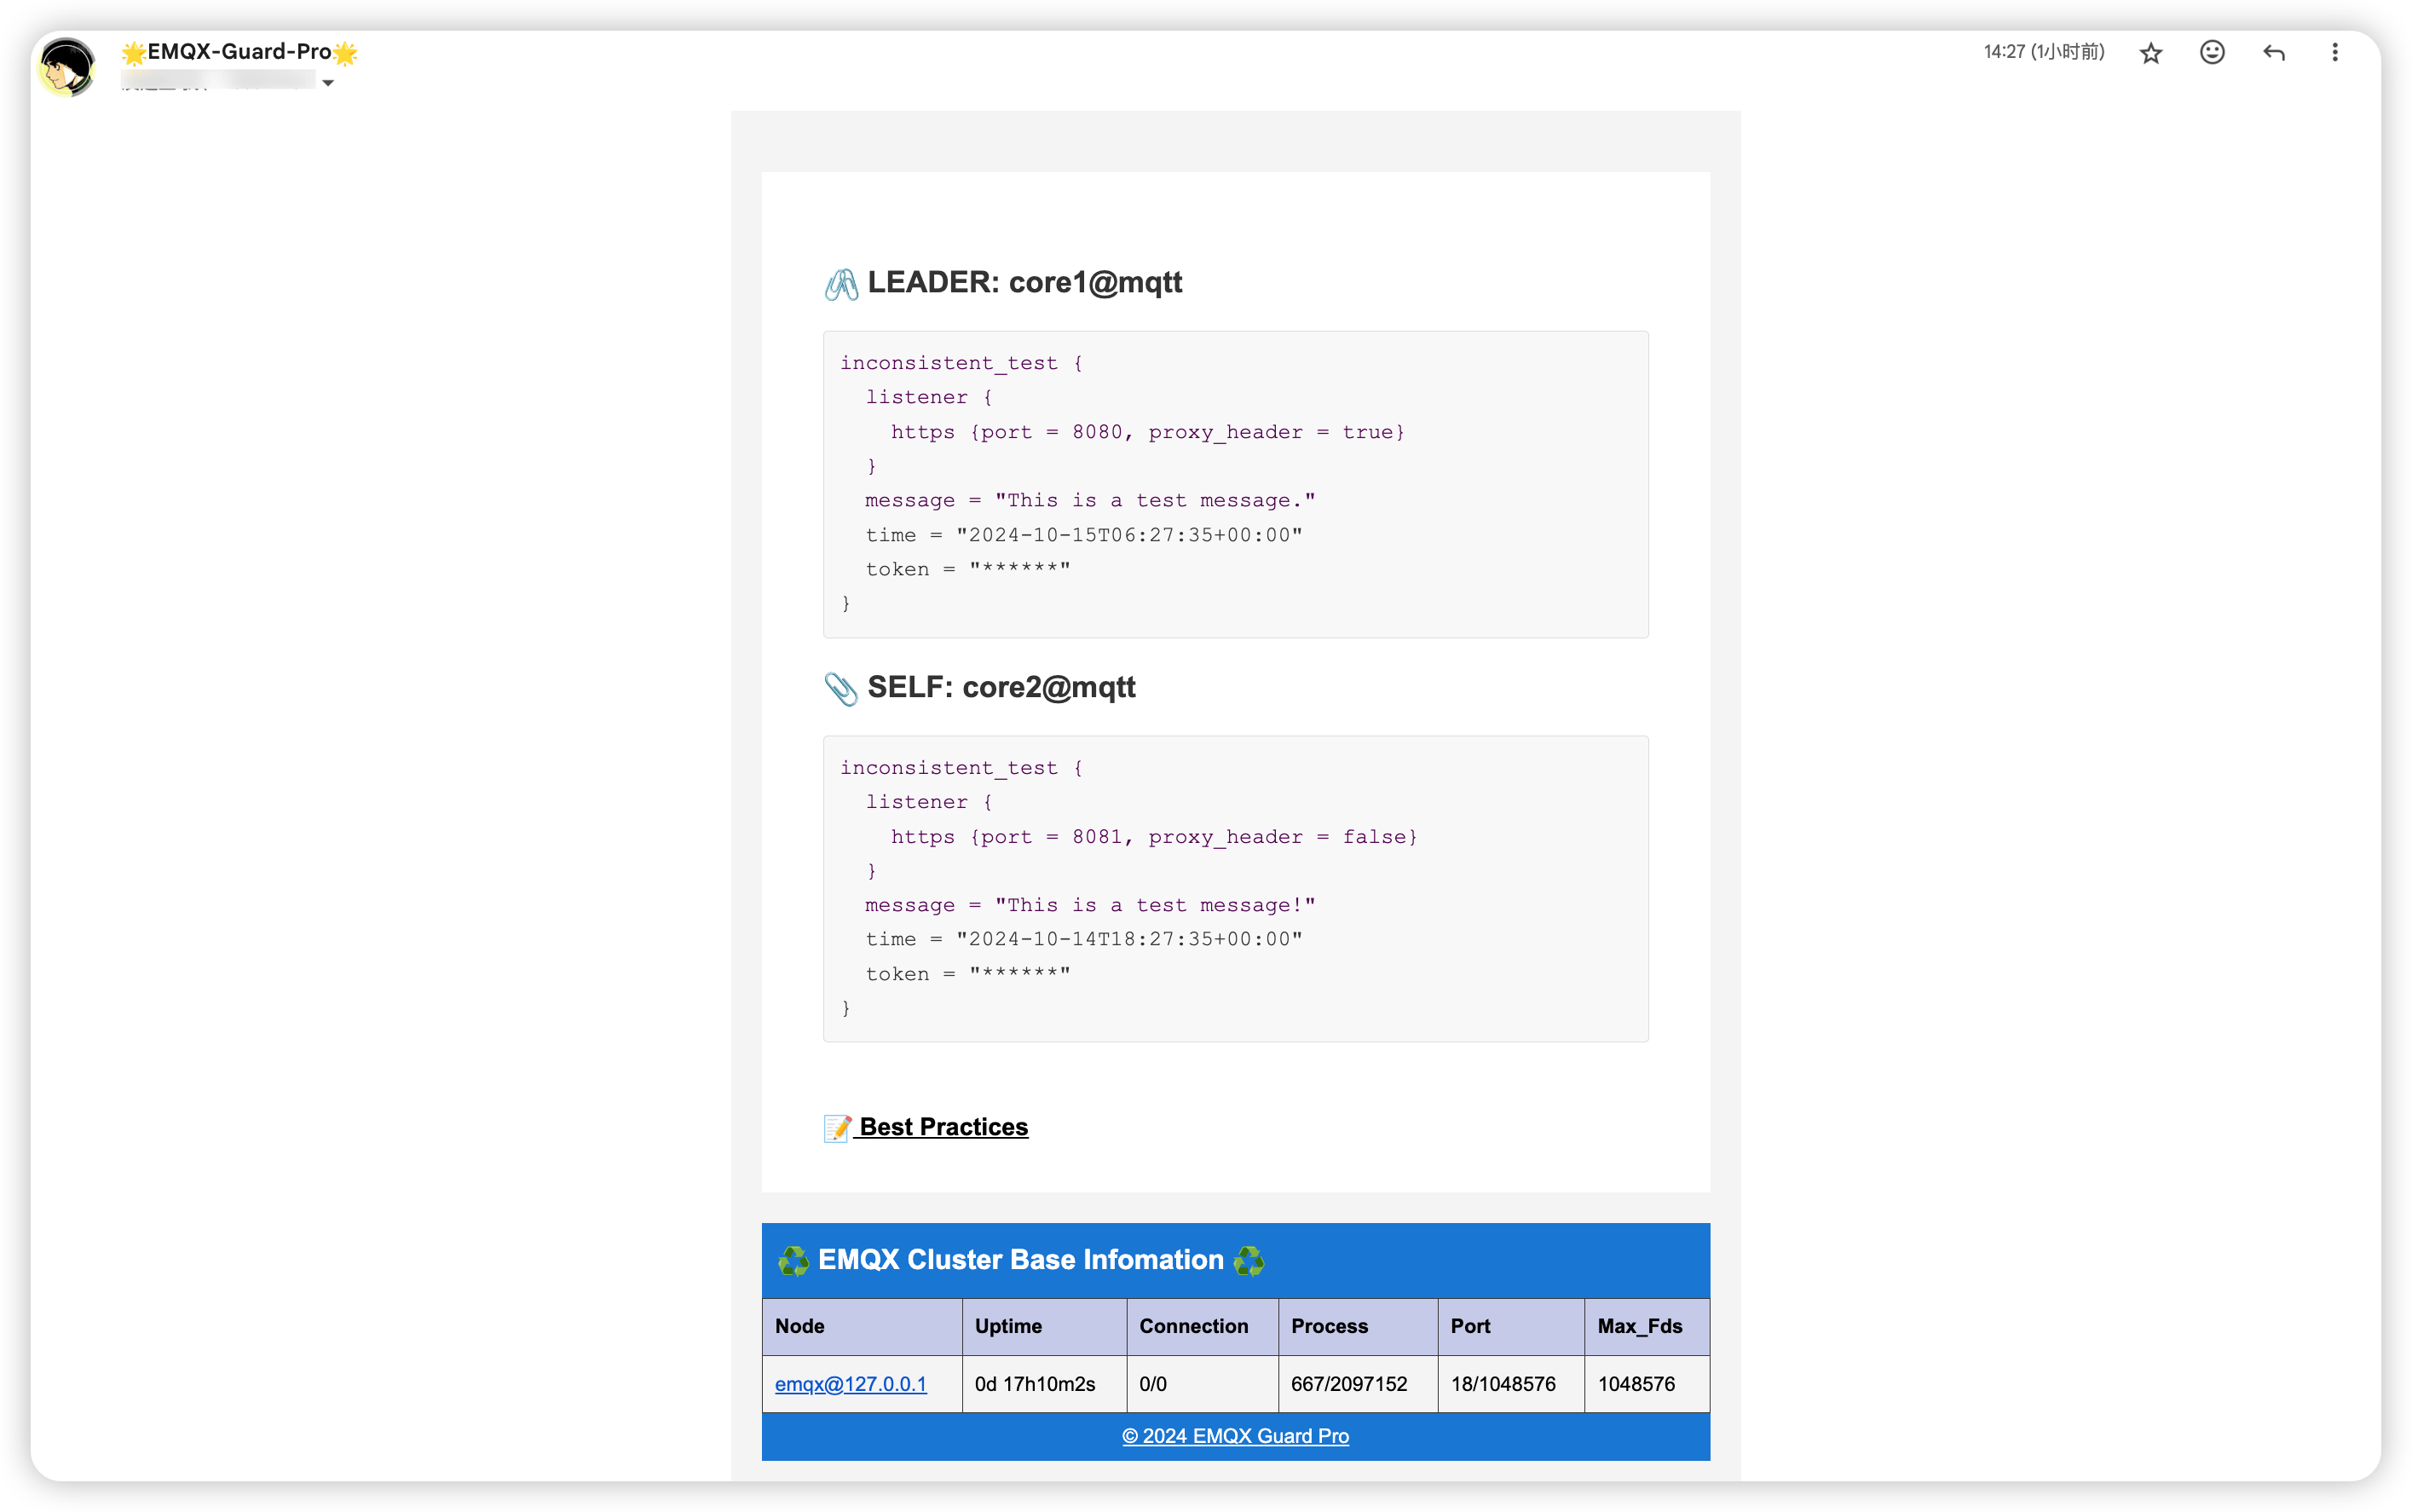 🌟EMQX-Guard-Pro🌟
14:27 (1小时前)
🖇️ LEADER: core1@mqtt
inconsistent_test {
  listener {
    https {port = 8080, proxy_header = true}
  }
  message = "This is a test message."
  time = "2024-10-15T06:27:35+00:00"
  token = "******"
}
📎 SELF: core2@mqtt
inconsistent_test {
  listener {
    https {port = 8081, proxy_header = false}
  }
  message = "This is a test message!"
  time = "2024-10-14T18:27:35+00:00"
  token = "******"
}
📝 Best Practices
♻️ EMQX Cluster Base Infomation ♻️
Node Uptime Connection Process Port Max_Fds
emqx@127.0.0.1 0d 17h10m2s 0/0 667/2097152 18/1048576 1048576
© 2024 EMQX Guard Pro